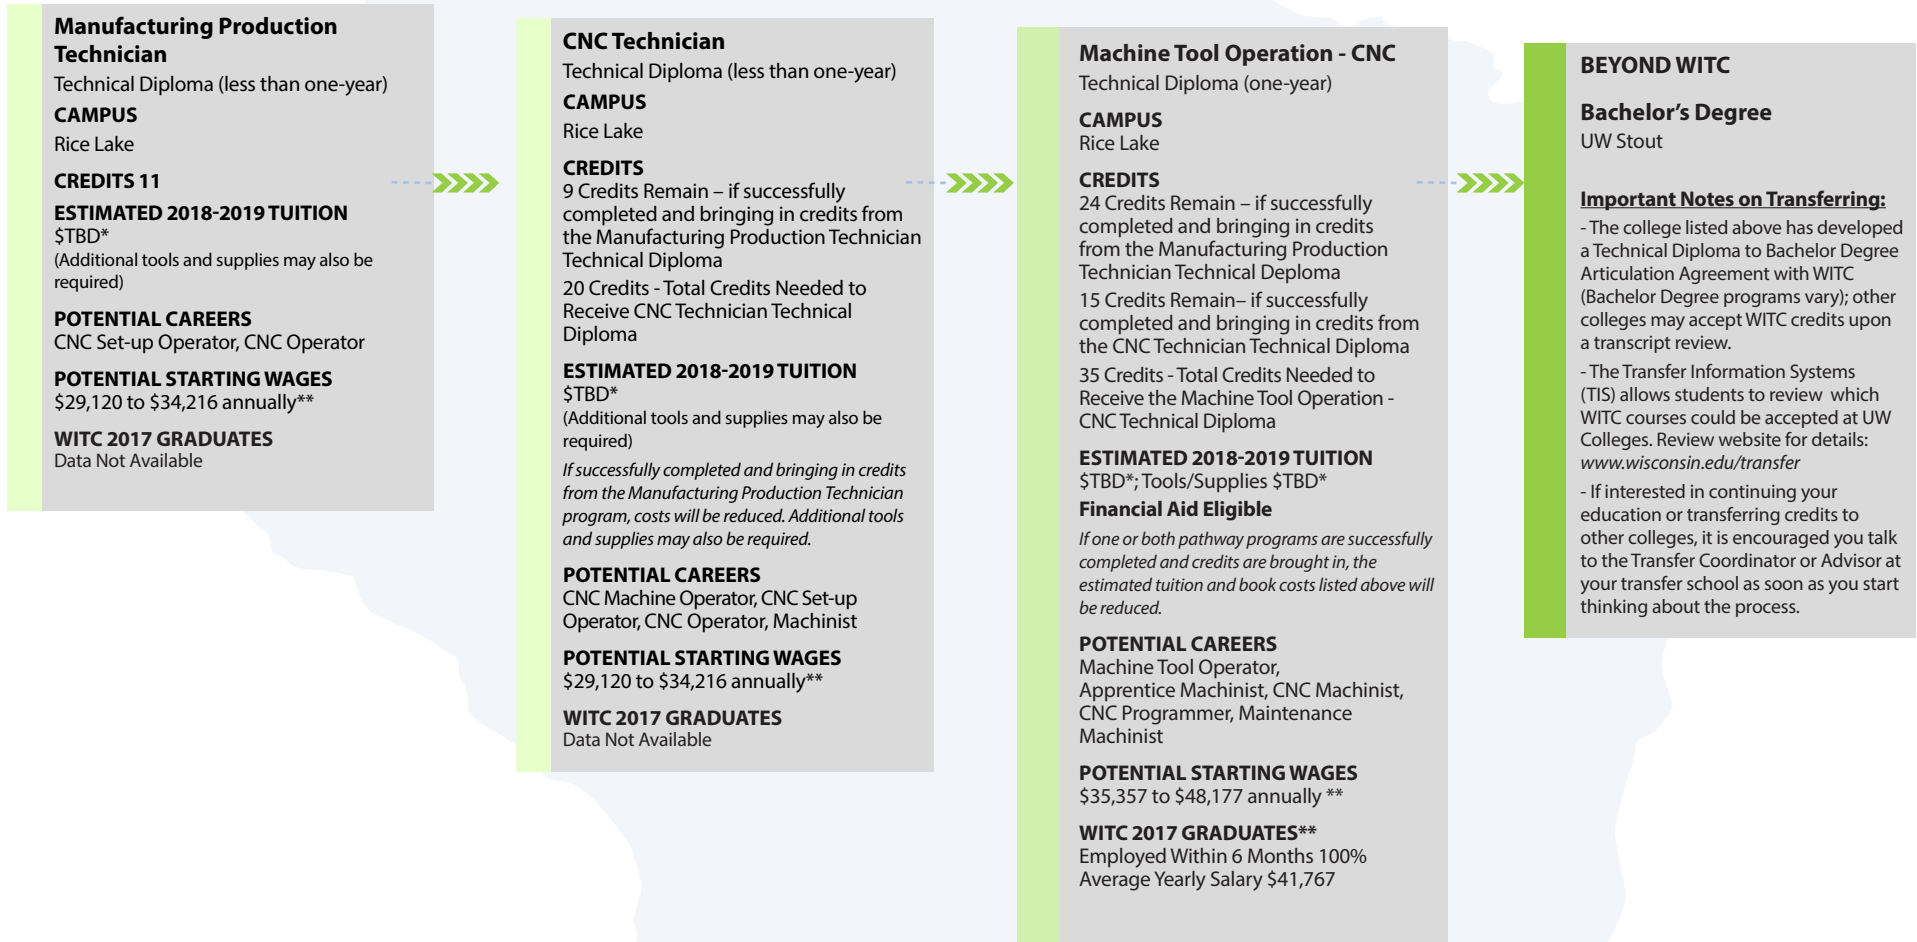 Manufacturing Production
Technician
Technical Diploma (less than one-year)
CAMPUS
Rice Lake
CREDITS 11
ESTIMATED 2018-2019 TUITION
$TBD*
(Additional tools and supplies may also be
required)
POTENTIAL CAREERS
CNC Set-up Operator, CNC Operator
POTENTIAL STARTING WAGES
$29,120 to $34,216 annually**
WITC 2017 GRADUATES
Data Not Available
CNC Technician
Technical Diploma (less than one-year)
CAMPUS
Rice Lake
CREDITS
9 Credits Remain – if successfully
completed and bringing in credits from
the Manufacturing Production Technician
Technical Diploma
20 Credits - Total Credits Needed to
Receive CNC Technician Technical
Diploma
ESTIMATED 2018-2019 TUITION
$TBD*
(Additional tools and supplies may also be
required)
If successfully completed and bringing in credits
from the Manufacturing Production Technician
program, costs will be reduced. Additional tools
and supplies may also be required.
POTENTIAL CAREERS
CNC Machine Operator, CNC Set-up
Operator, CNC Operator, Machinist
POTENTIAL STARTING WAGES
$29,120 to $34,216 annually**
WITC 2017 GRADUATES
Data Not Available
Machine Tool Operation - CNC
Technical Diploma (one-year)
CAMPUS
Rice Lake
CREDITS
24 Credits Remain – if successfully
completed and bringing in credits
from the Manufacturing Production
Technician Technical Deploma
15 Credits Remain– if successfully
completed and bringing in credits from
the CNC Technician Technical Diploma
35 Credits - Total Credits Needed to
Receive the Machine Tool Operation -
CNC Technical Diploma
ESTIMATED 2018-2019 TUITION
$TBD*; Tools/Supplies $TBD*
Financial Aid Eligible
If one or both pathway programs are successfully
completed and credits are brought in, the
estimated tuition and book costs listed above will
be reduced.
POTENTIAL CAREERS
Machine Tool Operator,
Apprentice Machinist, CNC Machinist,
CNC Programmer, Maintenance
Machinist
POTENTIAL STARTING WAGES
$35,357 to $48,177 annually **
WITC 2017 GRADUATES**
Employed Within 6 Months 100%
Average Yearly Salary $41,767
BEYOND WITC
Bachelor's Degree
UW Stout
Important Notes on Transferring:
- The college listed above has developed
a Technical Diploma to Bachelor Degree
Articulation Agreement with WITC
(Bachelor Degree programs vary); other
colleges may accept WITC credits upon
a transcript review.
- The Transfer Information Systems
(TIS) allows students to review which
WITC courses could be accepted at UW
Colleges. Review website for details:
www.wisconsin.edu/transfer
- If interested in continuing your
education or transferring credits to
other colleges, it is encouraged you talk
to the Transfer Coordinator or Advisor at
your transfer school as soon as you start
thinking about the process.